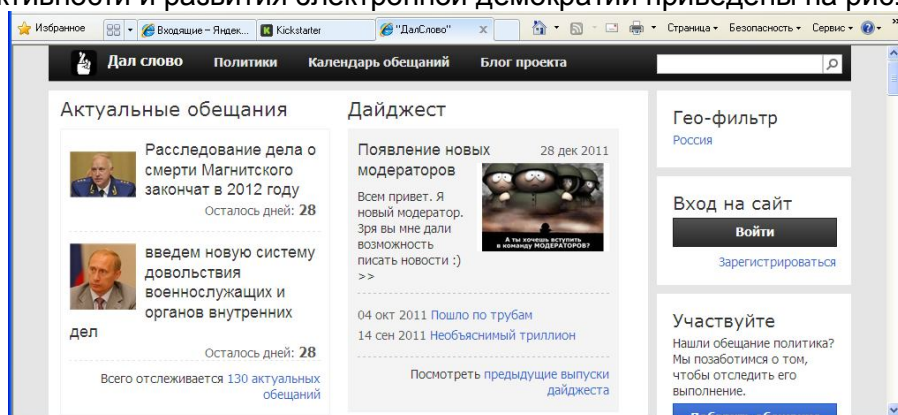 ктивности и развития электронной демократии приведены на рис.
Избранное Входящие – Яндек... Kickstarter "ДалСлово" x Страница Безопасность Сервис »
Дал слово Политики Календарь обещаний Блог проекта
Актуальные обещания
Расследование дела о
смерти Магнитского
закончат в 2012 году
Осталось дней: 28
введем новую систему
довольствия
военнослужащих и
органов внутренних
дел
Осталось дней: 28
Всего отслеживается 130 актуальных
обещаний
Дайджест
Появление новых 28 дек 2011
модераторов
Всем привет. Я
новый модератор.
Зря вы мне дали
возможность
писать новости :)
>>
А ты хочешь вступить
в команду МОДЕРАТОРОВ?
04 окт 2011 Пошло по трубам
14 сен 2011 Необъяснимый триллион
Посмотреть предыдущие выпуски
дайджеста
Гео-фильтр
Россия
Вход на сайт
Войти
Зарегистрироваться
Участвуйте
Нашли обещание политика?
Мы позаботимся о том,
чтобы отследить его
выполнение.